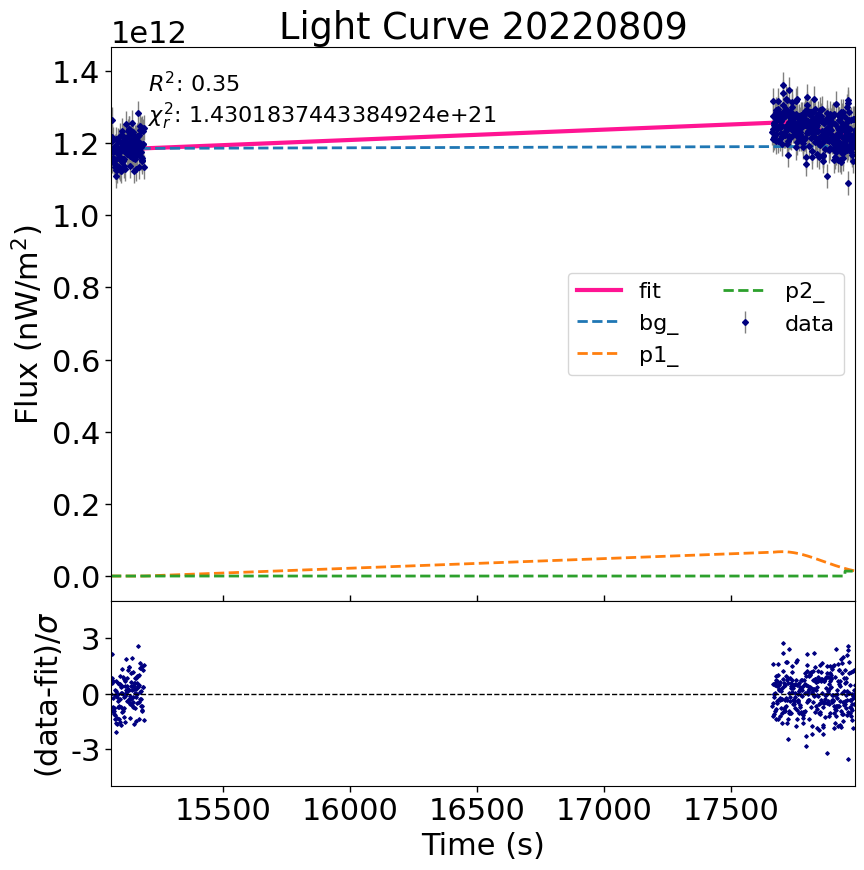 Light Curve 20220809
1e12
R²: 0.35
χ²ᵣ: 1.4301837443384924e+21
1.4
1.2
1.0
0.8
0.6
0.4
0.2
0.0
Flux (nW/m²)
fit
bg_
p1_
p2_
data
3
0
-3
(data-fit)/σ
15500 16000 16500 17000 17500
Time (s)